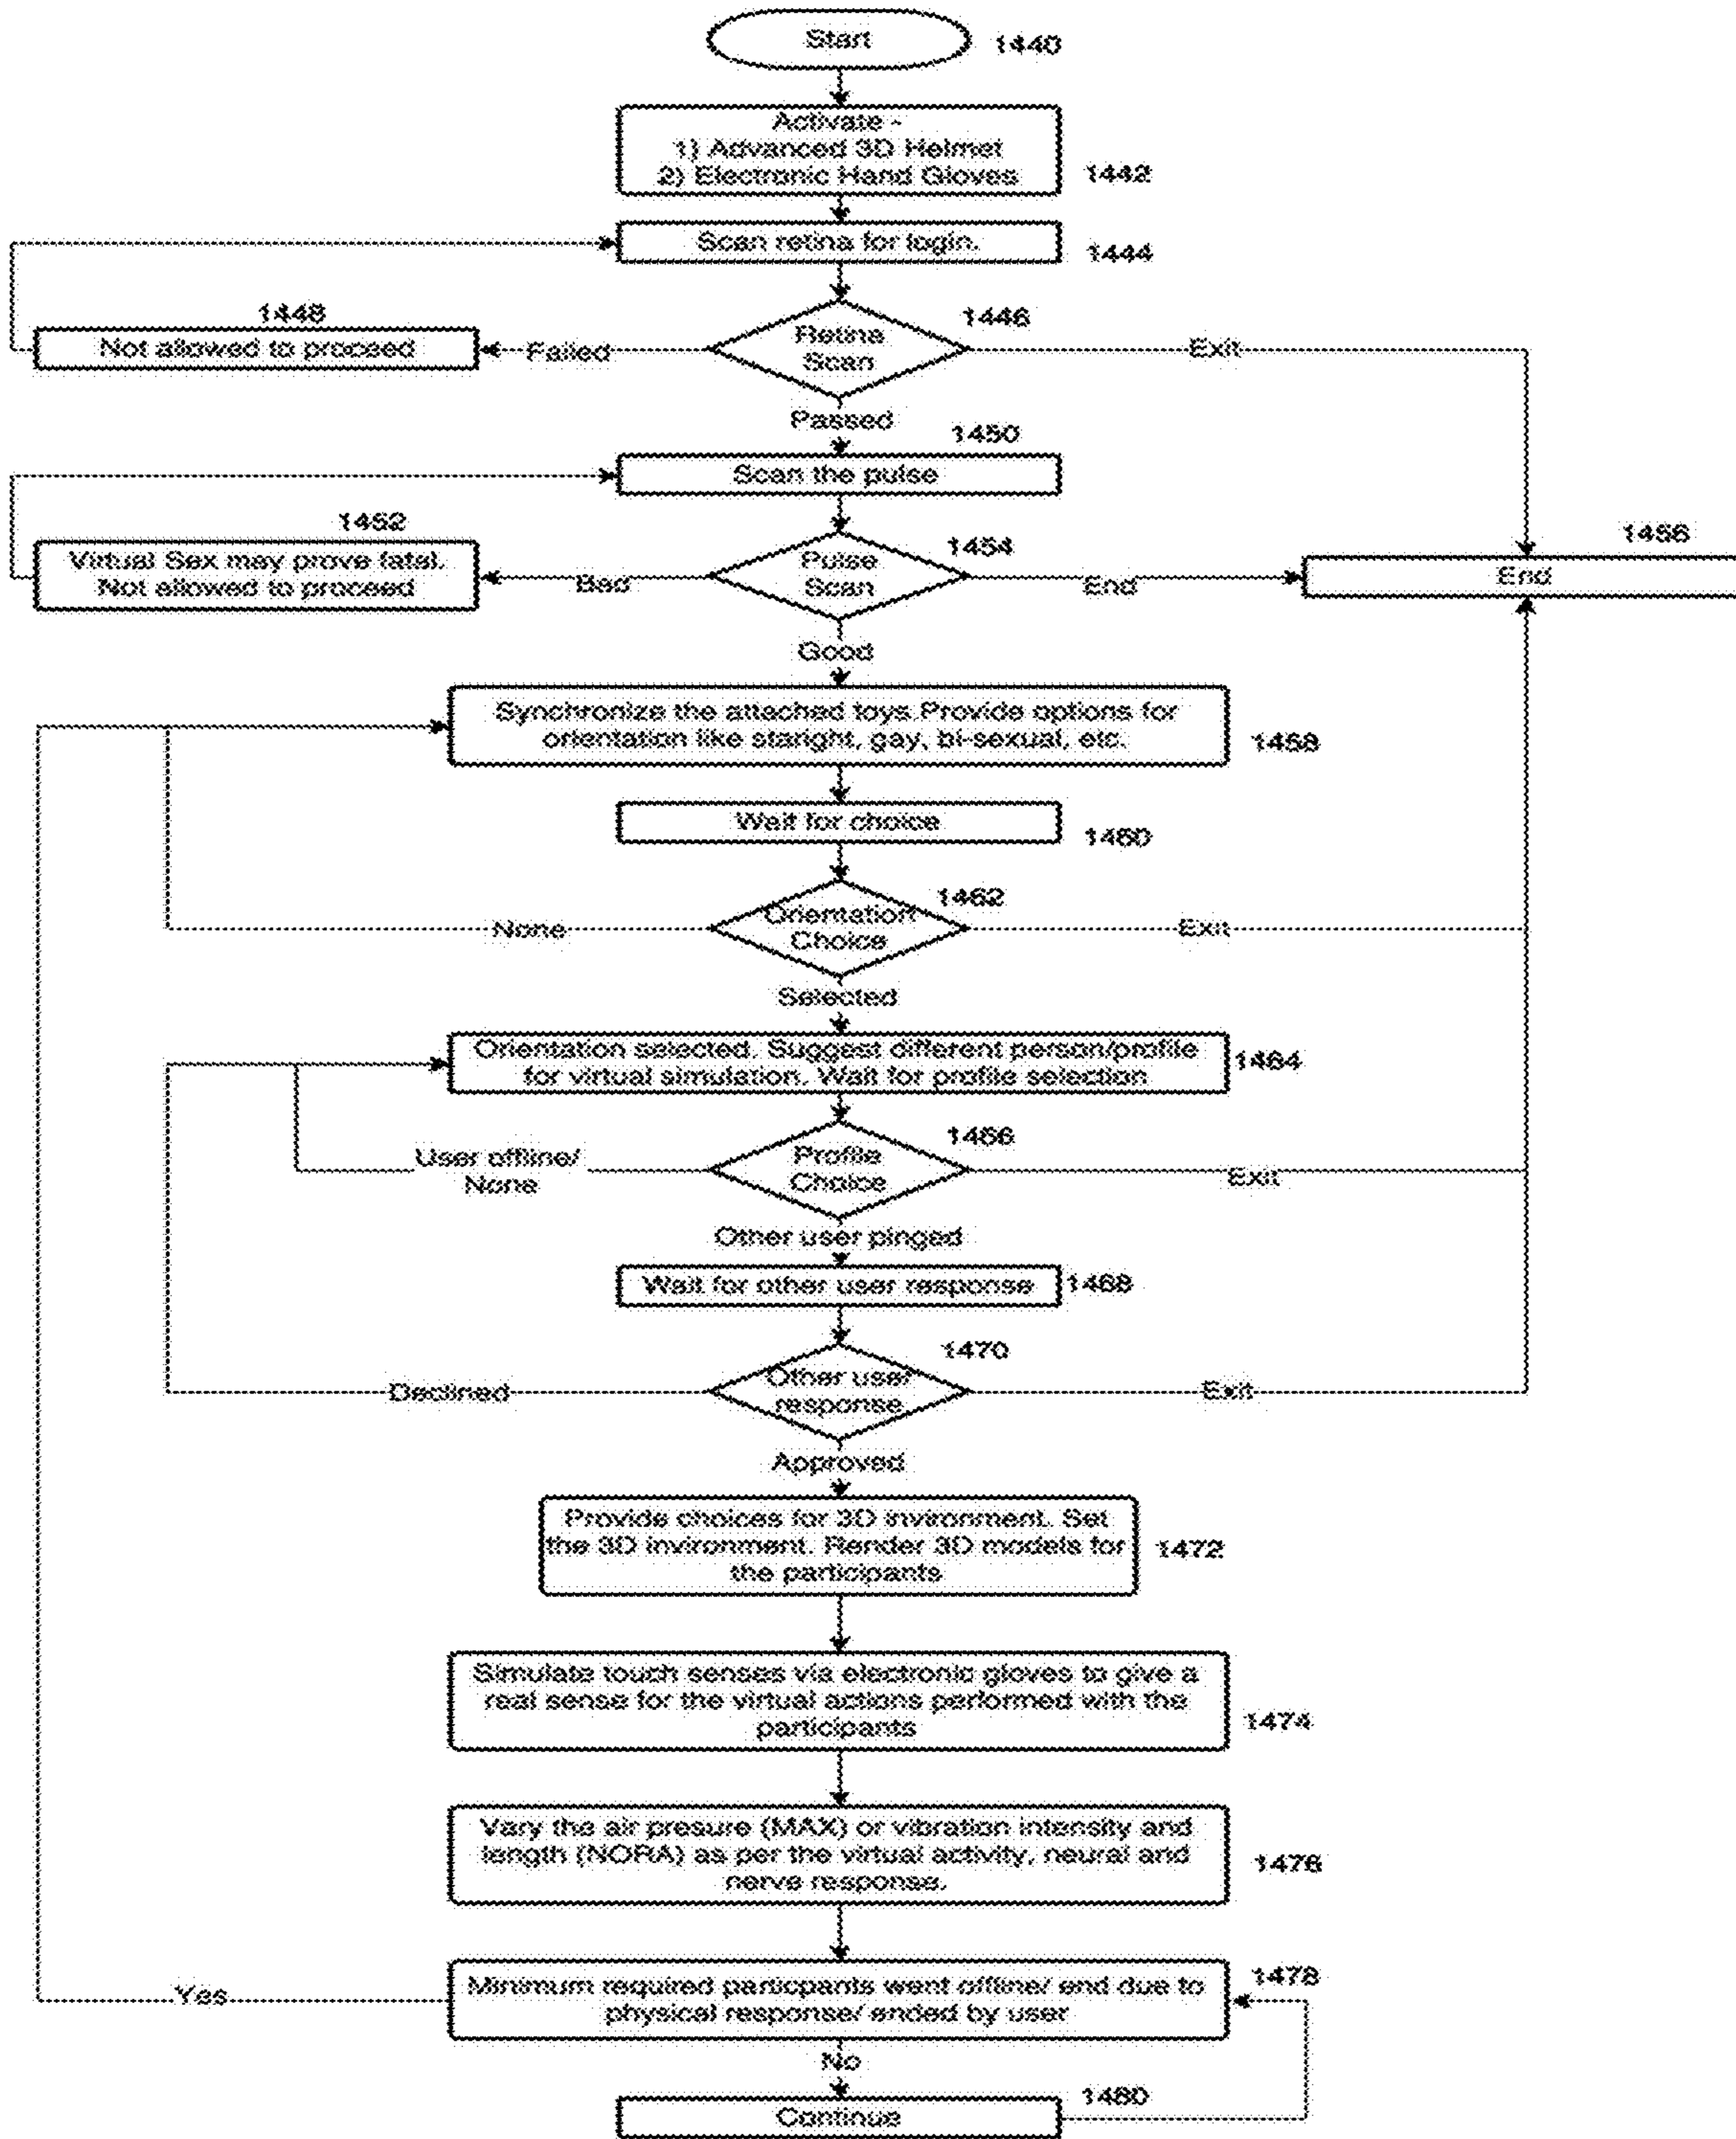 Start
1440
Activate -
1) Advanced 3D Helmet
2) Electronic Hand Gloves
1442
Scan retina for login.
1444
1448
Not allowed to proceed
Failed
Retina
Scan
1446
Exit
Passed
1450
Scan the pulse
1452
Virtual Sex may prove fatal.
Not allowed to proceed
Bad
Pulse
Scan
1454
End
1456
End
Good
Synchronize the attached toys.Provide options for
orientation like staright, gay, bi-sexual, etc.
1458
Wait for choice
1460
None
Orientation
Choice
1462
Exit
Selected
Orientation selected. Suggest different person/profile
for virtual simulation. Wait for profile selection
1464
User offline/
None
Profile
Choice
1466
Exit
Other user pinged
Wait for other user response
1468
Declined
Other user
response
1470
Exit
Approved
Provide choices for 3D invironment. Set
the 3D invironment. Render 3D models for
the participants
1472
Simulate touch senses via electronic gloves to give a
real sense for the virtual actions performed with the
participants
1474
Vary the air presure (MAX) or vibration intensity and
length (NORA) as per the virtual activity, neural and
nerve response.
1476
Yes
Minimum required particpants went offline/ end due to
physical response/ ended by user
1478
No
1480
Continue